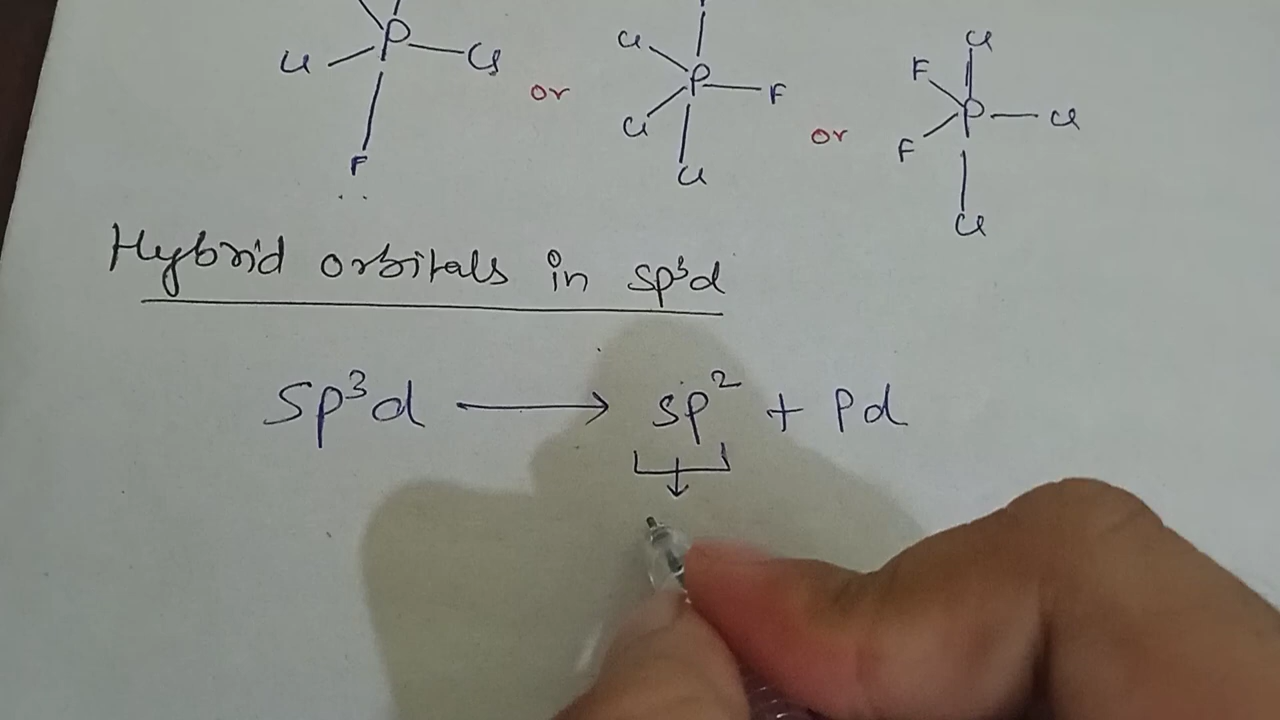 P
Cl
Cl
F
or
Cl
P
F
Cl
Cl
or
Cl
F
P
Cl
F
Cl
Hybrid orbitals in sp³d
Sp³d → sp² + Pd